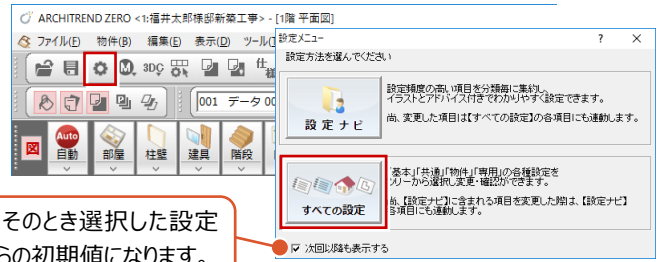 ARCHITREND ZERO <1:福井太郎様邸新築工事> - [1階 平面図]
ファイル(F) 物件(B) 編集(E) 表示(D) ツール(
3DPG
001 データ 00
図 Auto 自動 部屋 柱壁 建具 階段
設定メニュー ? ×
設定方法を選んでください
設定ナビ
設定頻度の高い項目を分類毎に集約し、
イラストとアドバイス付きでわかりやすく設定できます。
尚、変更した項目は【すべての設定】の各項目にも連動します。
すべての設定
「基本」「共通」「物件」「専用」の各種設定を
ツリーから選択し変更・確認ができます。
尚、【設定ナビ】に含まれる項目を変更した際は、【設定ナビ】
各項目にも連動します。
次回以降も表示する
そのとき選択した設定
らの初期値になります。